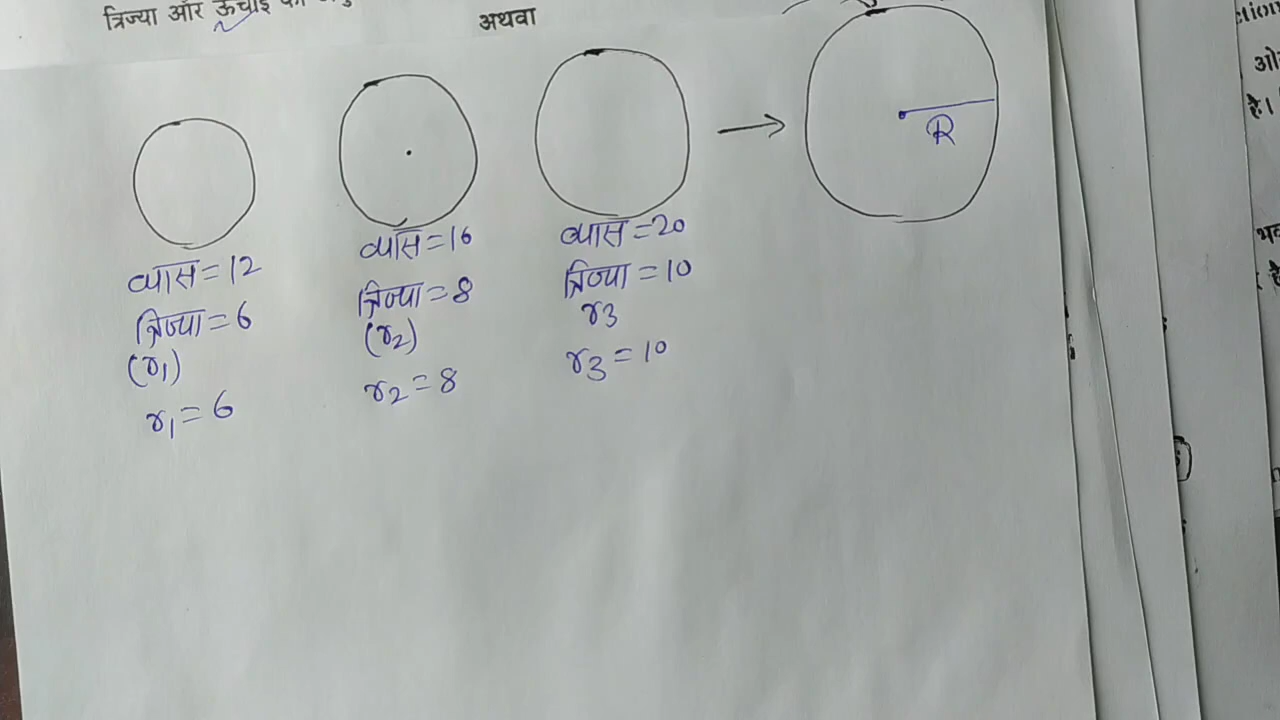 त्रिज्या और ऊँचाई
अथवा
R
व्यास = 12
त्रिज्या = 6
(r1)
r1 = 6
व्यास = 16
त्रिज्या = 8
(r2)
r2 = 8
व्यास = 20
त्रिज्या = 10
r3
r3 = 10
है।